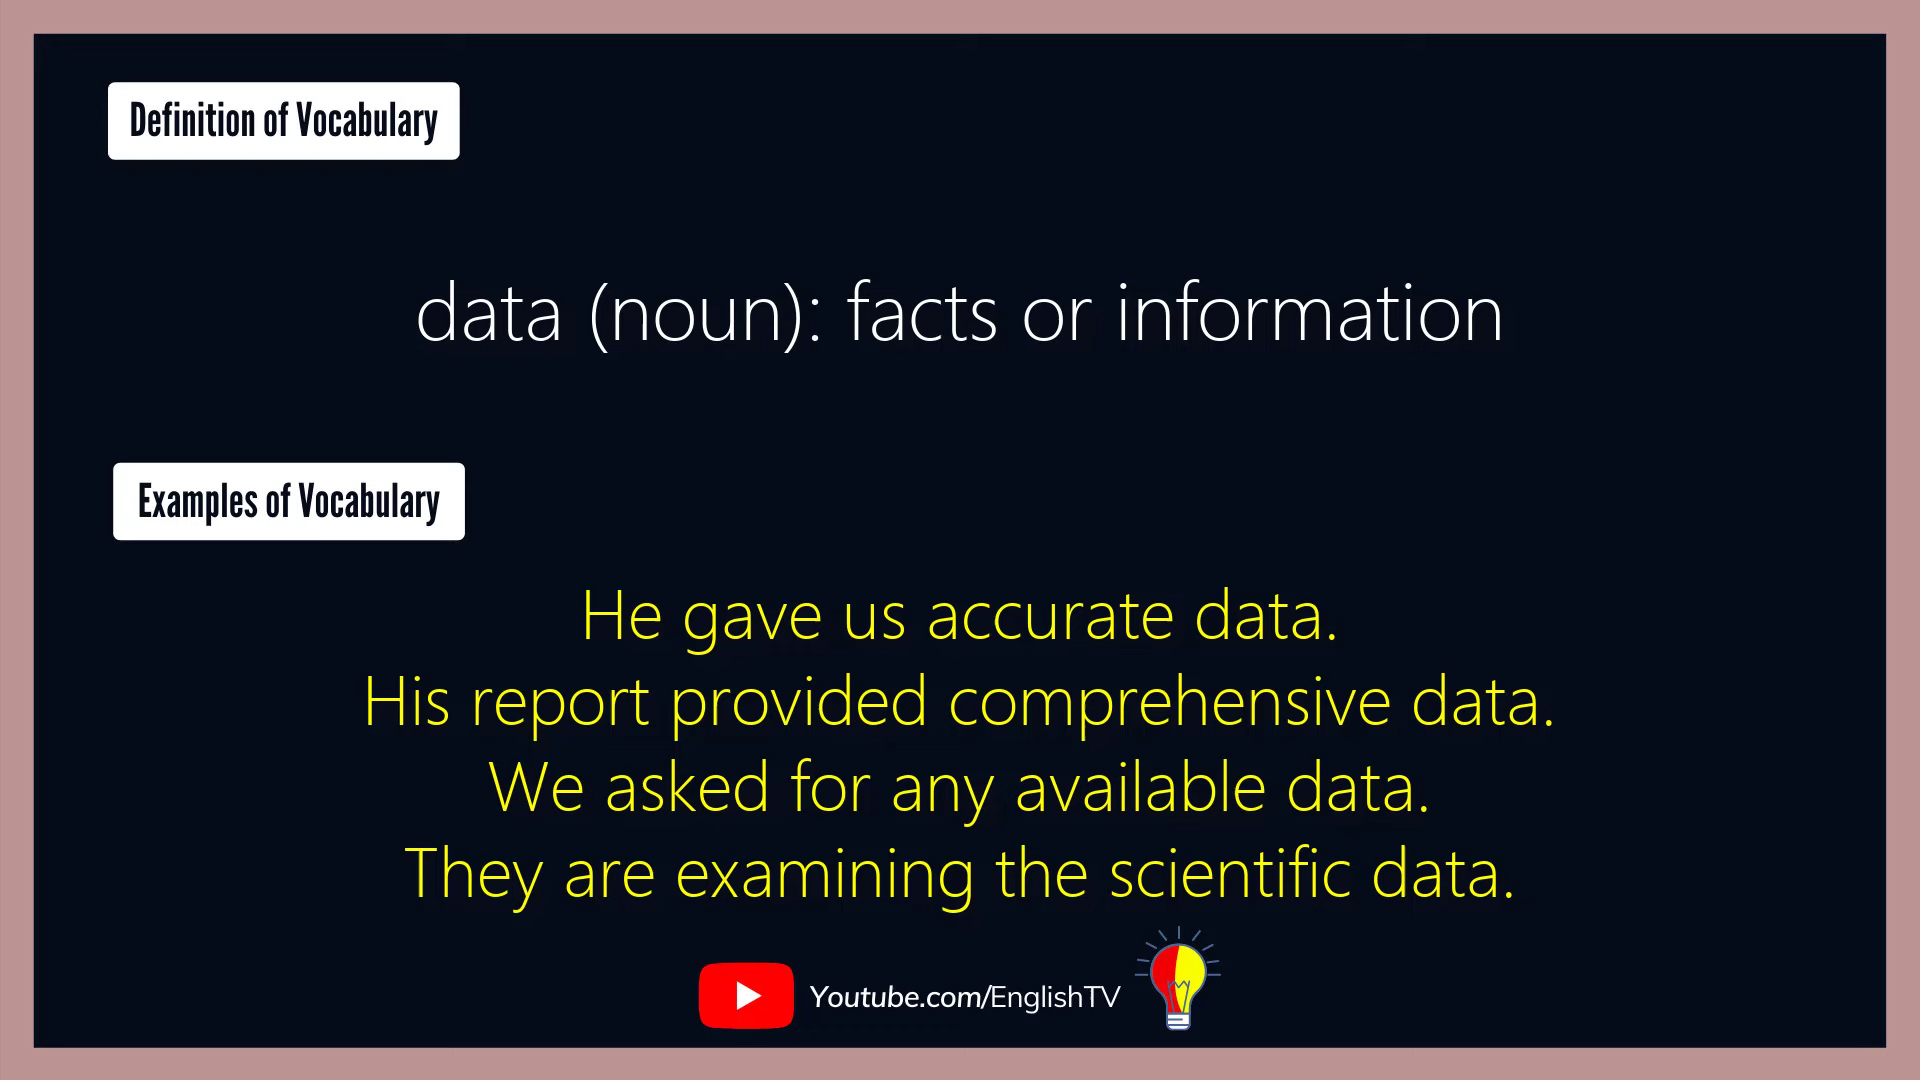 Definition of Vocabulary
data (noun): facts or information
Examples of Vocabulary
He gave us accurate data.
His report provided comprehensive data.
We asked for any available data.
They are examining the scientific data.
Youtube.com/EnglishTV